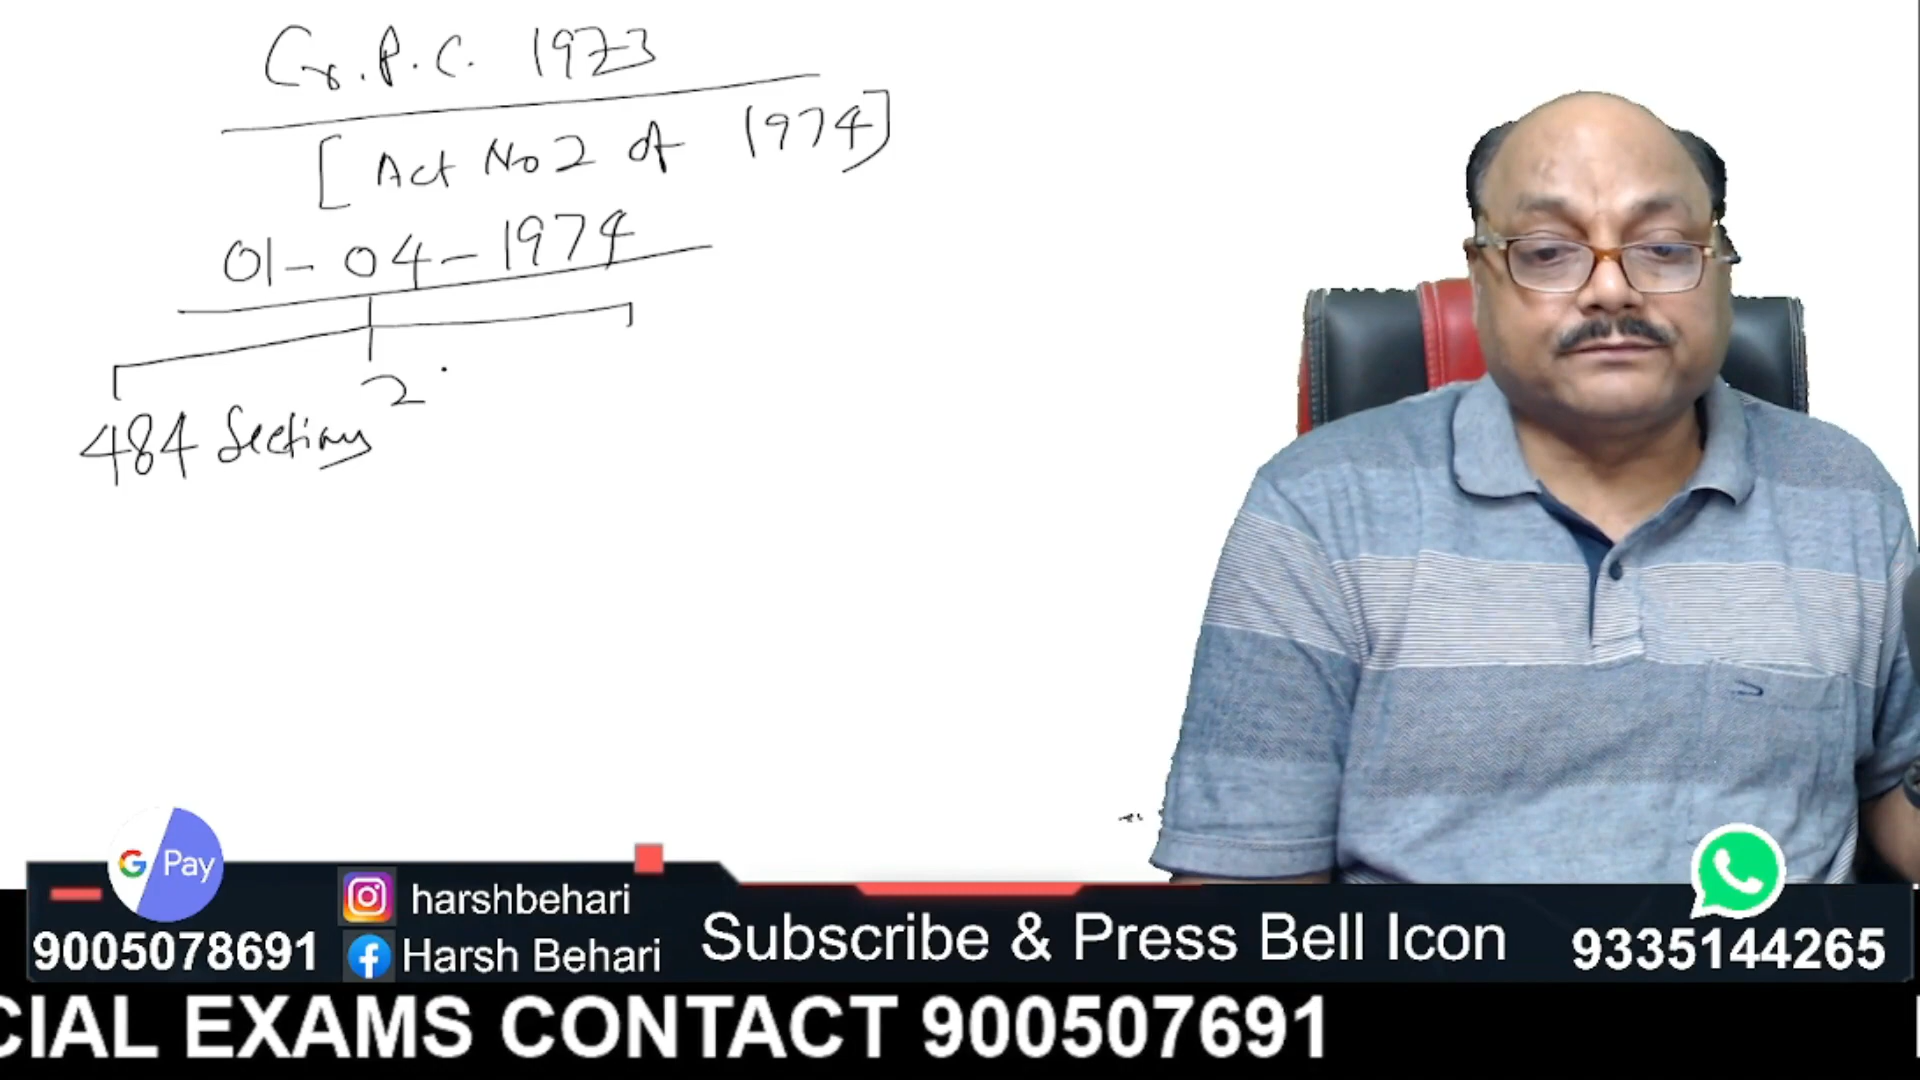 Cr.P.C. 1973
[Act No 2 of 1974]
01-04-1974
2
484 Sections
G Pay
9005078691
harshbehari
Harsh Behari
Subscribe & Press Bell Icon
9335144265
CIAL EXAMS CONTACT 900507691